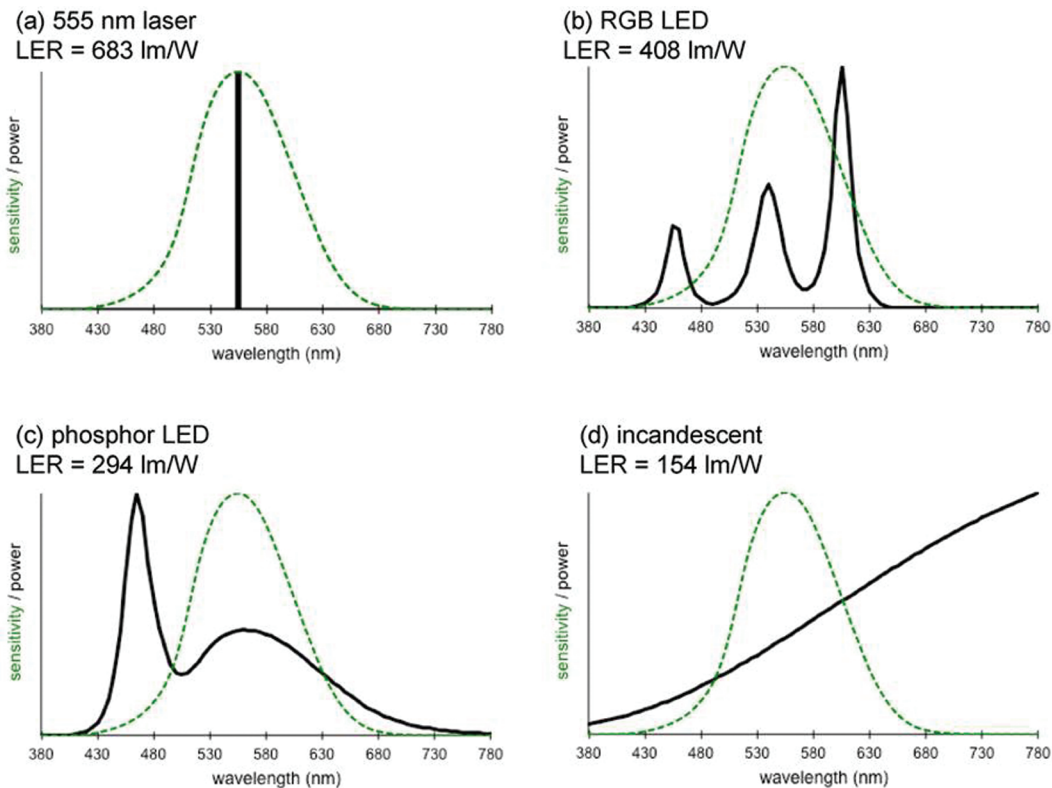 (a) 555 nm laser
LER = 683 lm/W
sensitivity / power
380 430 480 530 580 630 680 730 780
wavelength (nm)
(b) RGB LED
LER = 408 lm/W
sensitivity / power
380 430 480 530 580 630 680 730 780
wavelength (nm)
(c) phosphor LED
LER = 294 lm/W
sensitivity / power
380 430 480 530 580 630 680 730 780
wavelength (nm)
(d) incandescent
LER = 154 lm/W
sensitivity / power
380 430 480 530 580 630 680 730 780
wavelength (nm)